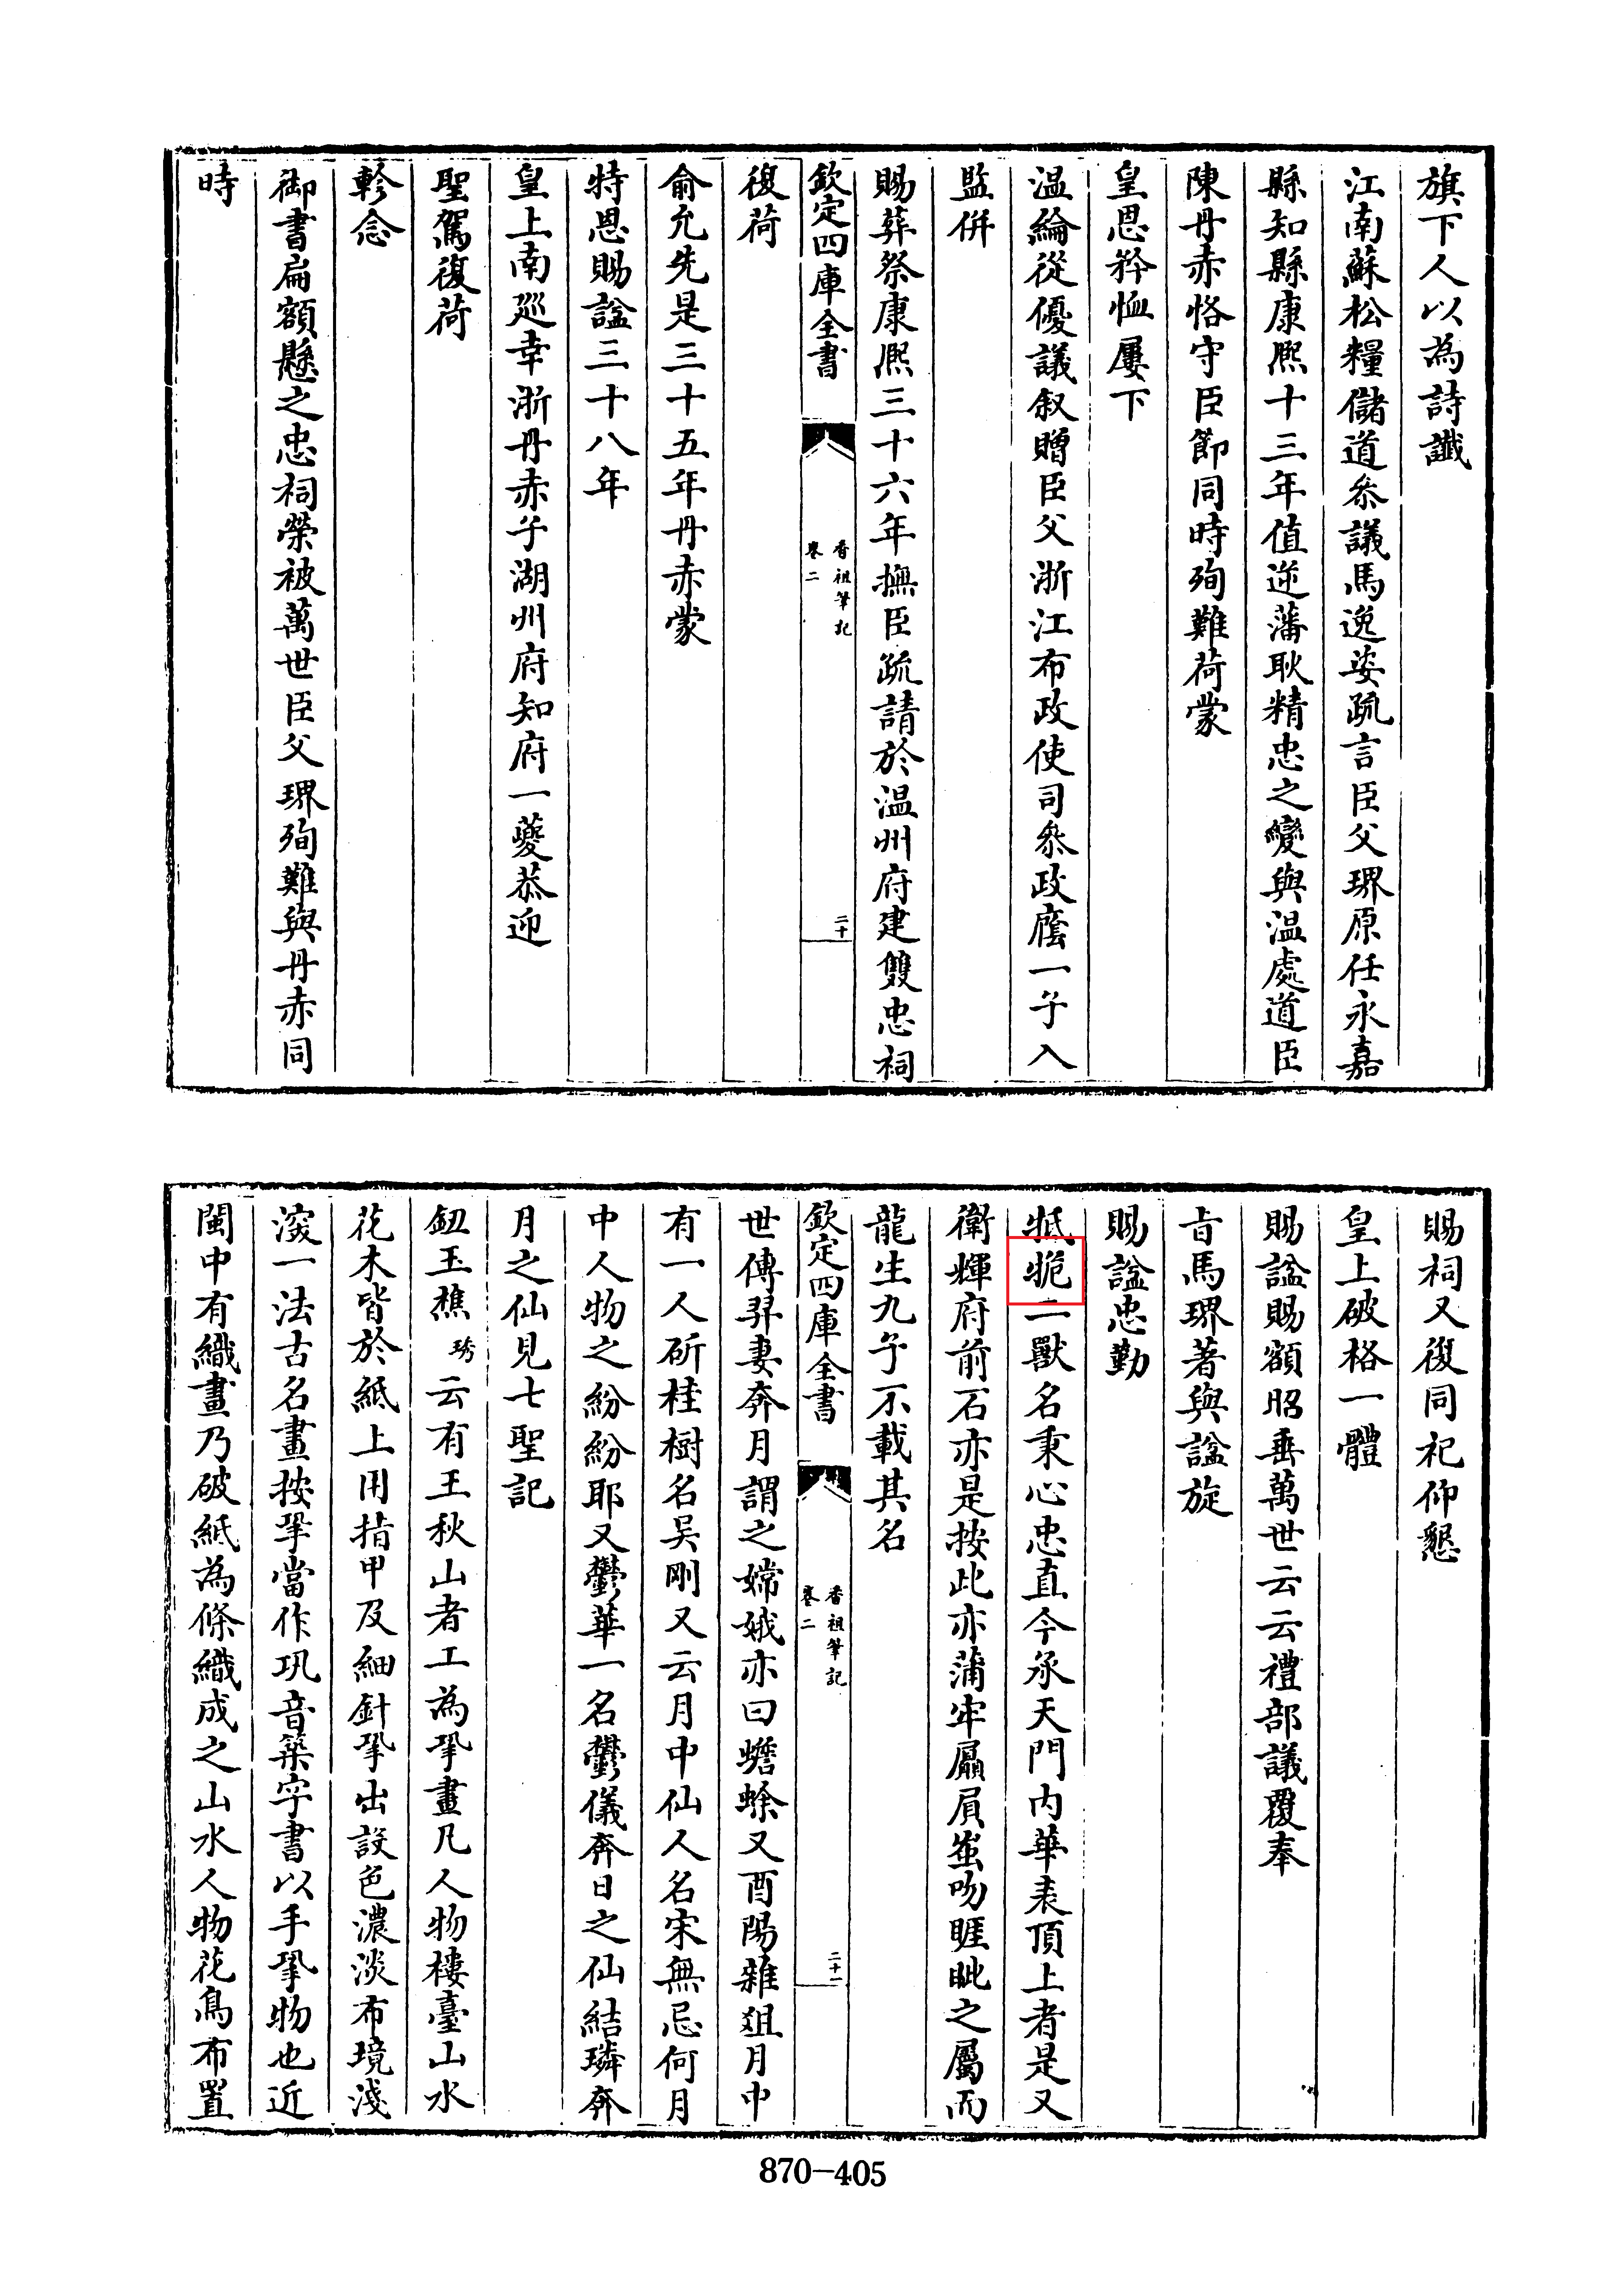 旗下人以為詩讖
江南蘇松糧儲道叅議馬逸姿疏言臣父琾原任永嘉
縣知縣康熈十三年值逆藩耿精忠之變與温處道臣
陳丹赤恪守臣節同時殉難荷蒙
皇恩矜恤屢下
温綸從優議叙贈臣父浙江布政使司叅政廕一子入
監併
賜葬祭康熈三十六年撫臣疏請於温州府建雙忠祠
欽定四庫全書
香祖筆記
卷二
二十
復荷
俞允先是三十五年丹赤蒙
特恩賜諡三十八年
皇上南廵幸浙丹赤子湖州府知府一夔恭迎
聖駕復荷
軫念
御書扁額懸之忠祠榮被萬世臣父琾殉難與丹赤同
時
賜祠又復同祀仰懇
皇上破格一體
賜諡賜額昭垂萬世云云禮部議覆奉
㫖馬琾著與諡旋
賜諡忠勤
牴㹟二獸名秉心忠直今承天門内華表頂上者是又
衛輝府前石亦是按此亦蒲牢贔屓蚩吻睚眦之屬而
龍生九子不載其名
欽定四庫全書
香祖筆記
卷二
二十一
世傳羿妻奔月謂之嫦娥亦曰蟾蜍又酉陽雜俎月中
有一人斫桂樹名吴剛又云月中仙人名宋無忌何月
中人物之紛紛耶又鬱華一名鬱儀奔日之仙結璘奔
月之仙見七聖記
鈕玉樵琇云有王秋山者工為㧬畫凡人物樓臺山水
花木皆於紙上用指甲及細針㧬出設色濃淡布境淺
深一法古名畫按㧬當作巩音築字書以手㧬物也近
閩中有織畫乃破紙為條織成之山水人物花鳥布置
870-405